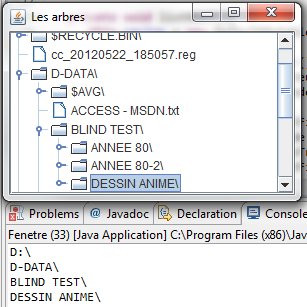 Les arbres
$RECYCLE.BIN\
cc_20120522_185057.reg
D-DATA\
$AVG\
ACCESS - MSDN.txt
BLIND TEST\
ANNEE 80\
ANNEE 80-2\
DESSIN ANIME\
Problems @ Javadoc Declaration Console
Fenetre (33) [Java Application] C:\Program Files (x86)\Jav
D:\
D-DATA\
BLIND TEST\
DESSIN ANIME\